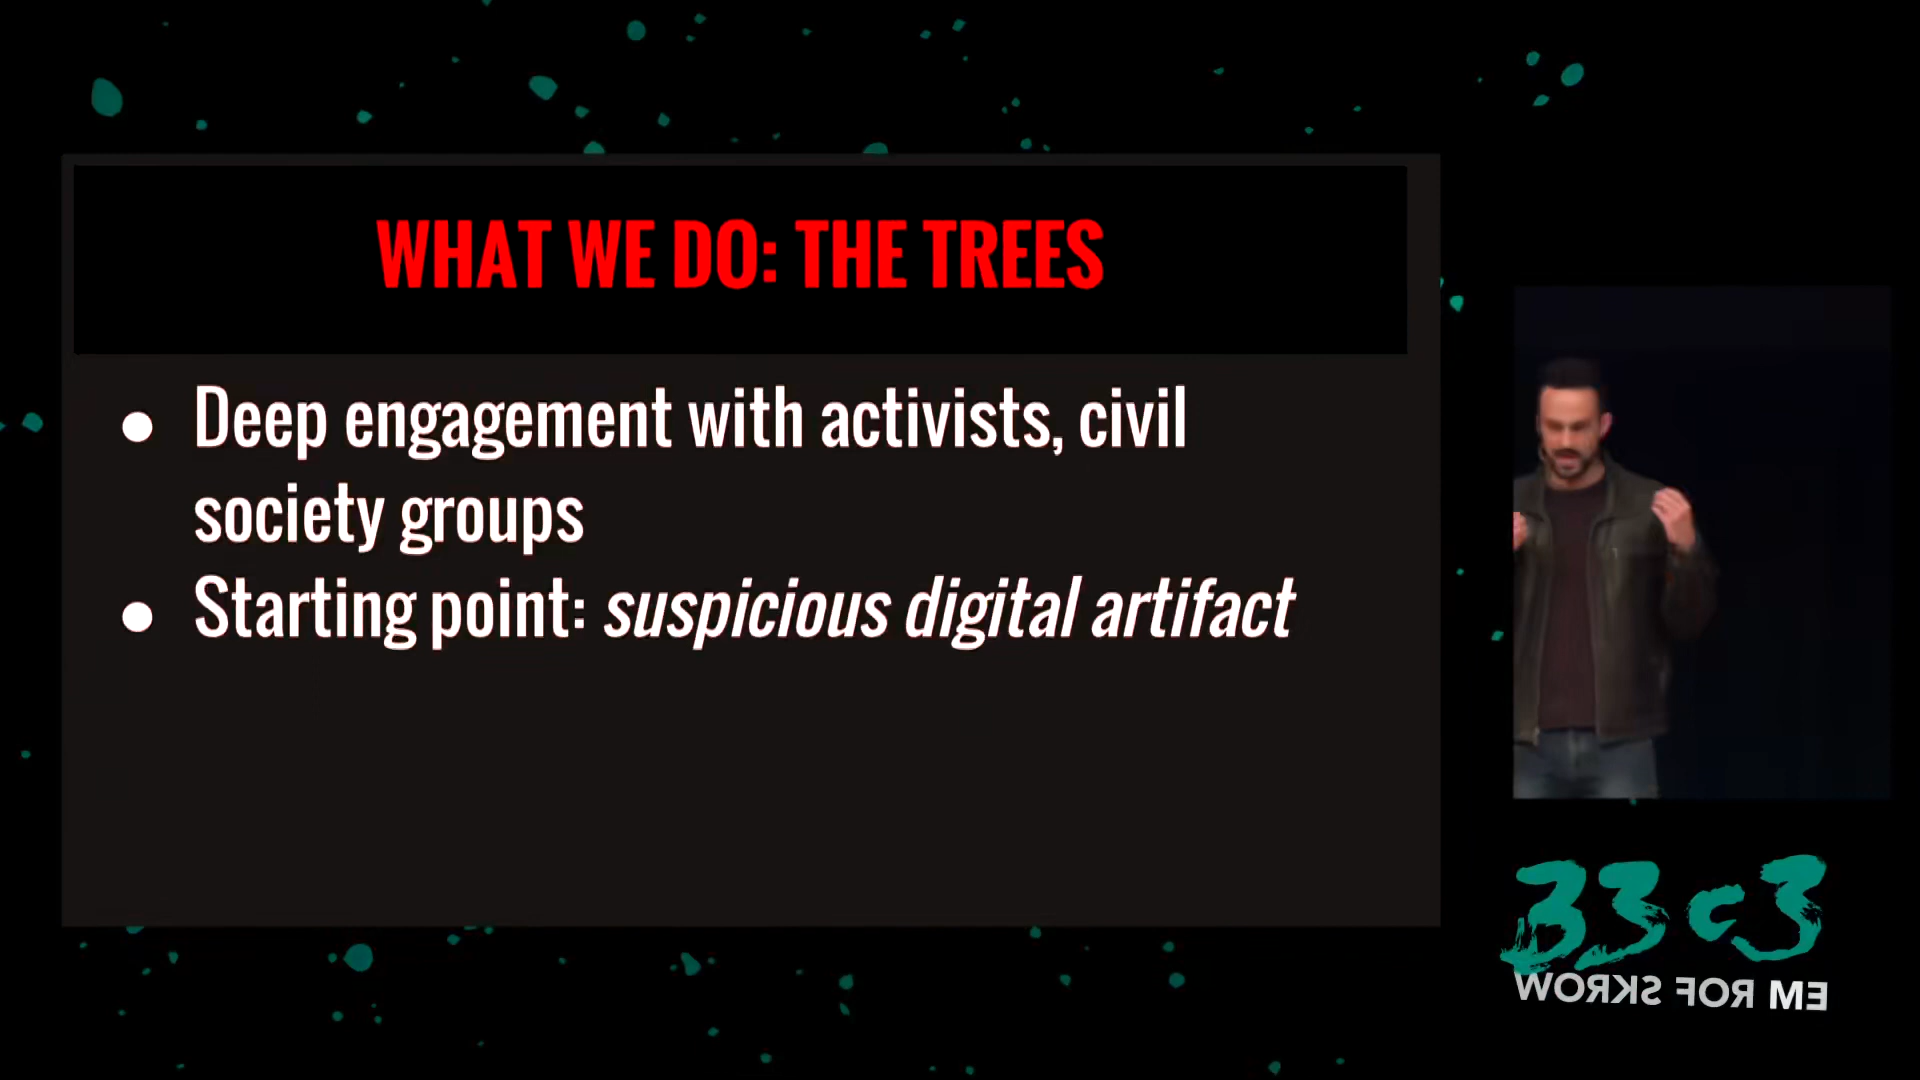 WHAT WE DO: THE TREES
● Deep engagement with activists, civil
society groups
● Starting point: suspicious digital artifact
33c3
WORKS FOR ME